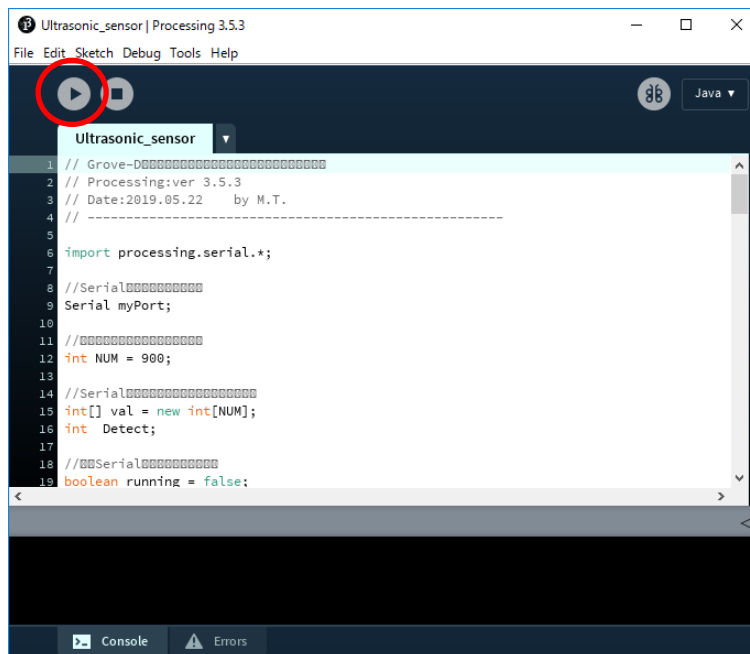 Ultrasonic_sensor | Processing 3.5.3
File Edit Sketch Debug Tools Help
Java ▼
Ultrasonic_sensor ▼
1 // Grove-D
2 // Processing:ver 3.5.3
3 // Date:2019.05.22 by M.T.
4 // ------------------------------------------------------
5
6 import processing.serial.*;
7
8 //Serial
9 Serial myPort;
10
11 //
12 int NUM = 900;
13
14 //Serial
15 int[] val = new int[NUM];
16 int Detect;
17
18 // Serial
19 boolean running = false;
Console Errors